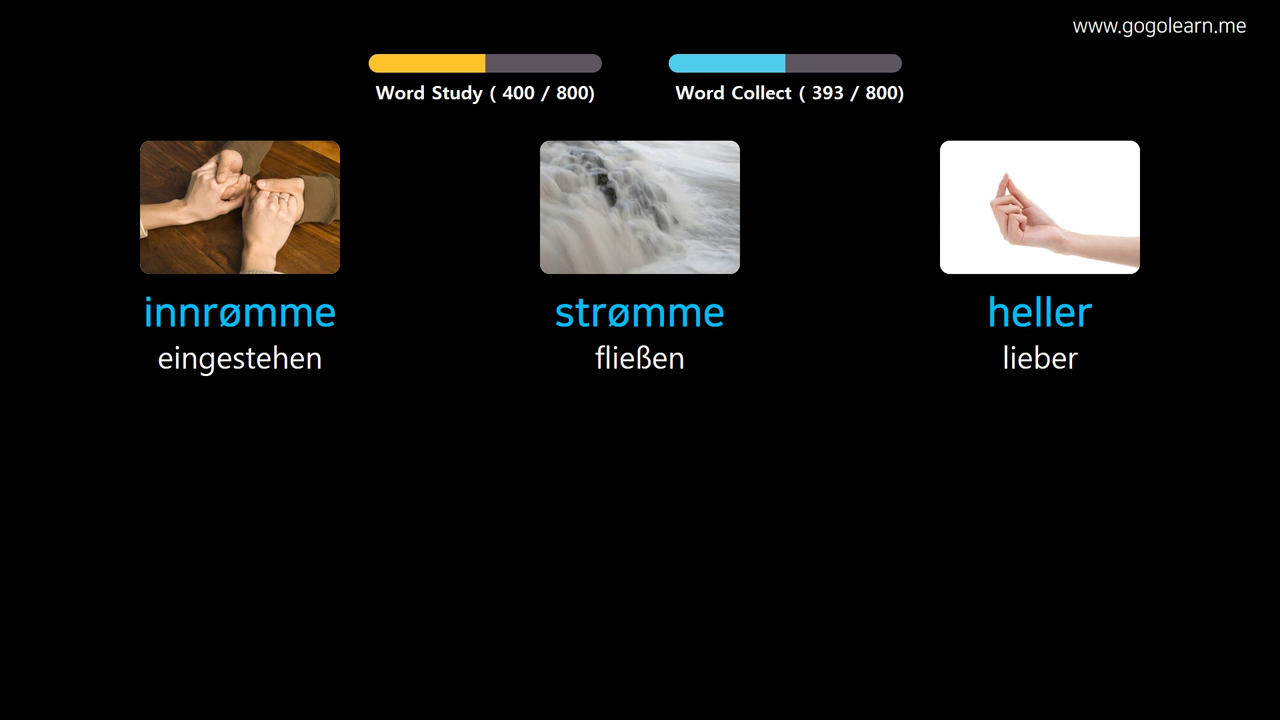 www.gogolearn.me
Word Study ( 400 / 800)
Word Collect ( 393 / 800)
innrømme
eingestehen
strømme
fließen
heller
lieber